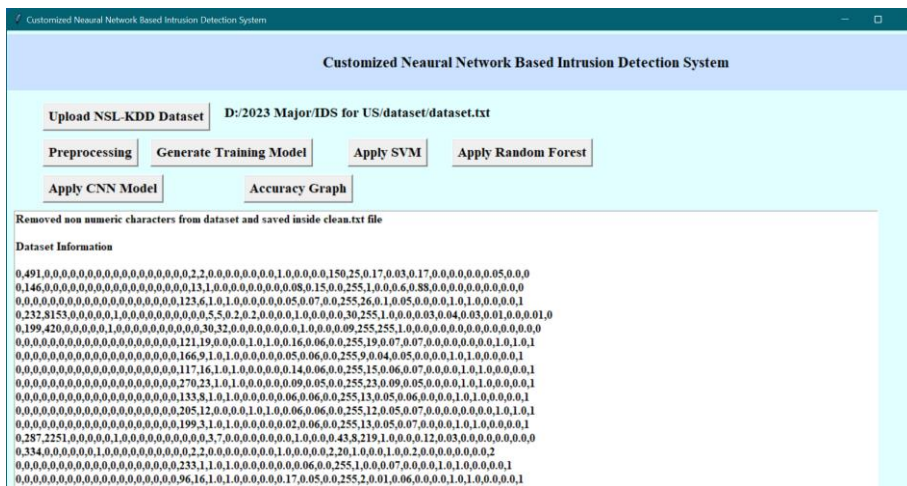 Customized Neaural Network Based Intrusion Detection System
Customized Neaural Network Based Intrusion Detection System
Upload NSL-KDD Dataset D:/2023 Major/IDS for US/dataset/dataset.txt
Preprocessing Generate Training Model Apply SVM Apply Random Forest
Apply CNN Model Accuracy Graph
Removed non numeric characters from dataset and saved inside clean.txt file
Dataset Information
0,491,0,0,0,0,0,0,0,0,0,0,0,0,0,0,0,0,0,2,2,0.0,0.0,0.0,0.0,1.0,0.0,0.0,150,25,0.17,0.03,0.17,0.0,0.0,0.0,0.05,0.0,0
0,146,0,0,0,0,0,0,0,0,0,0,0,0,0,0,0,0,0,13,1,0.0,0.0,0.0,0.0,0.08,0.15,0.0,255,1,0.0,0.6,0.88,0.0,0.0,0.0,0.0,0.0,0
0,0,0,0,0,0,0,0,0,0,0,0,0,0,0,0,0,0,0,123,6,1.0,1.0,0.0,0.0,0.05,0.07,0.0,255,26,0.1,0.05,0.0,0.0,1.0,1.0,0.0,0.0,1
0,232,8153,0,0,0,0,0,1,0,0,0,0,0,0,0,0,0,0,5,5,0.2,0.2,0.0,0.0,1.0,0.0,0.0,30,255,1.0,0.0,0.03,0.04,0.03,0.01,0.0,0.01,0
0,199,420,0,0,0,0,0,1,0,0,0,0,0,0,0,0,0,0,30,32,0.0,0.0,0.0,0.0,1.0,0.0,0.09,255,255,1.0,0.0,0.0,0.0,0.0,0.0,0.0,0.0,0
0,0,0,0,0,0,0,0,0,0,0,0,0,0,0,0,0,0,0,121,19,0.0,0.0,1.0,1.0,0.16,0.06,0.0,255,19,0.07,0.07,0.0,0.0,0.0,0.0,1.0,1.0,1
0,0,0,0,0,0,0,0,0,0,0,0,0,0,0,0,0,0,0,166,9,1.0,1.0,0.0,0.0,0.05,0.06,0.0,255,9,0.04,0.05,0.0,0.0,1.0,1.0,0.0,0.0,1
0,0,0,0,0,0,0,0,0,0,0,0,0,0,0,0,0,0,0,117,16,1.0,1.0,0.0,0.0,0.14,0.06,0.0,255,15,0.06,0.07,0.0,0.0,1.0,1.0,0.0,0.0,1
0,0,0,0,0,0,0,0,0,0,0,0,0,0,0,0,0,0,0,270,23,1.0,1.0,0.0,0.0,0.09,0.05,0.0,255,23,0.09,0.05,0.0,0.0,1.0,1.0,0.0,0.0,1
0,0,0,0,0,0,0,0,0,0,0,0,0,0,0,0,0,0,0,133,8,1.0,1.0,0.0,0.0,0.06,0.06,0.0,255,13,0.05,0.06,0.0,0.0,1.0,1.0,0.0,0.0,1
0,0,0,0,0,0,0,0,0,0,0,0,0,0,0,0,0,0,0,205,12,0.0,0.0,1.0,1.0,0.06,0.06,0.0,255,12,0.05,0.07,0.0,0.0,0.0,0.0,1.0,1.0,1
0,0,0,0,0,0,0,0,0,0,0,0,0,0,0,0,0,0,0,199,3,1.0,1.0,0.0,0.0,0.02,0.06,0.0,255,13,0.05,0.07,0.0,0.0,1.0,1.0,0.0,0.0,1
0,287,2251,0,0,0,0,0,1,0,0,0,0,0,0,0,0,0,0,3,7,0.0,0.0,0.0,0.0,1.0,0.0,0.43,8,219,1.0,0.0,0.12,0.03,0.0,0.0,0.0,0.0,0
0,334,0,0,0,0,0,0,1,0,0,0,0,0,0,0,0,0,0,2,2,0.0,0.0,0.0,0.0,1.0,0.0,0.0,2,20,1.0,0.0,1.0,0.2,0.0,0.0,0.0,0.0,2
0,0,0,0,0,0,0,0,0,0,0,0,0,0,0,0,0,0,0,233,1,1.0,1.0,0.0,0.0,0.0,0.06,0.0,255,1,0.0,0.07,0.0,0.0,1.0,1.0,0.0,0.0,1
0,0,0,0,0,0,0,0,0,0,0,0,0,0,0,0,0,0,0,96,16,1.0,1.0,0.0,0.0,0.17,0.05,0.0,255,2,0.01,0.06,0.0,0.0,1.0,1.0,0.0,0.0,1